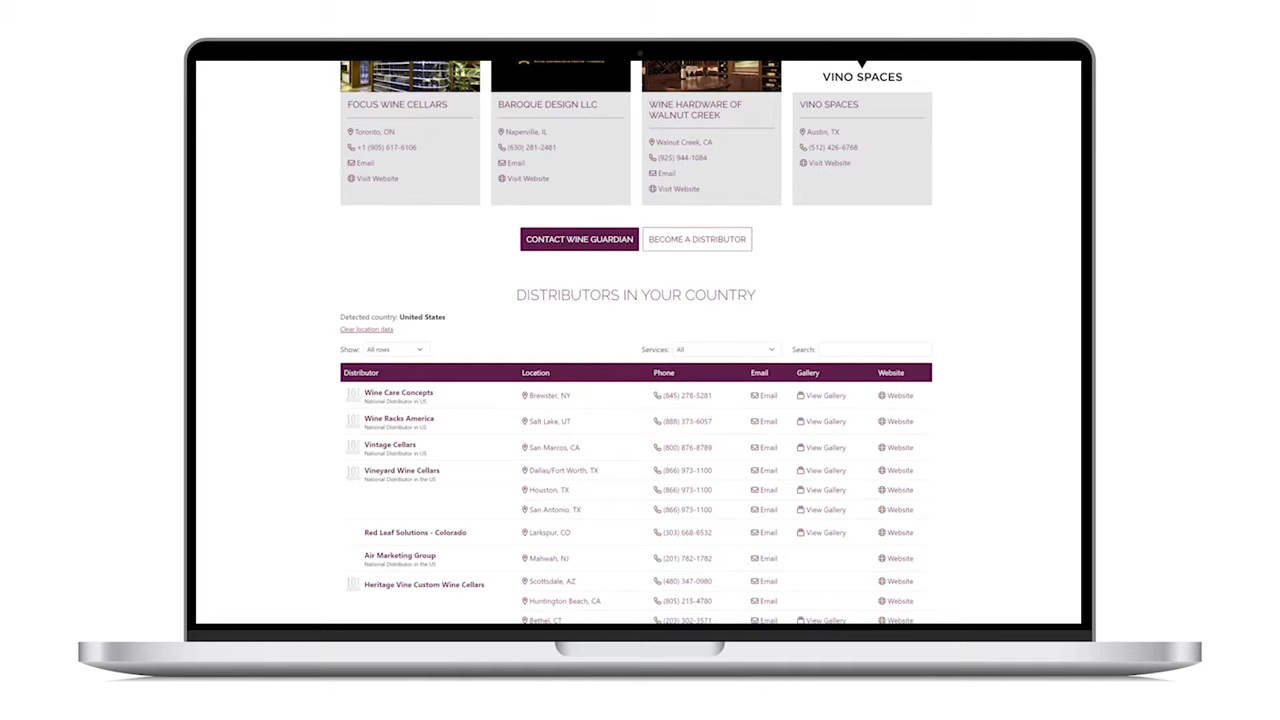 VINO SPACES
FOCUS WINE CELLARS
Toronto, ON
+1 (905) 617-6106
Email
Visit Website
BAROQUE DESIGN LLC
Naperville, IL
(630) 281-2481
Email
Visit Website
WINE HARDWARE OF
WALNUT CREEK
Walnut Creek, CA
(925) 944-1084
Email
Visit Website
VINO SPACES
Austin, TX
(512) 426-6768
Visit Website
CONTACT WINE GUARDIAN BECOME A DISTRIBUTOR
DISTRIBUTORS IN YOUR COUNTRY
Detected country: United States
Clear location data
Show: All rows Services: All Search:
Distributor Location Phone Email Gallery Website
Wine Care Concepts Brewster, NY (845) 278-5281 Email View Gallery Website
National Distributor in US
Wine Racks America Salt Lake, UT (888) 373-6057 Email View Gallery Website
National Distributor in US
Vintage Cellars San Marcos, CA (800) 876-8789 Email View Gallery Website
National Distributor in US
Vineyard Wine Cellars Dallas/Fort Worth, TX (866) 973-1100 Email View Gallery Website
National Distributor in the US
Houston, TX (866) 973-1100 Email View Gallery Website
San Antonio, TX (866) 973-1100 Email View Gallery Website
Red Leaf Solutions - Colorado Larkspur, CO (303) 668-6532 Email View Gallery Website
Air Marketing Group Mahwah, NJ (201) 782-1782 Email Website
National Distributor in the US
Heritage Vine Custom Wine Cellars Scottsdale, AZ (480) 347-0980 Email Website
Huntington Beach, CA (805) 215-4780 Email Website
Bethel, CT (203) 302-3571 Email View Gallery Website